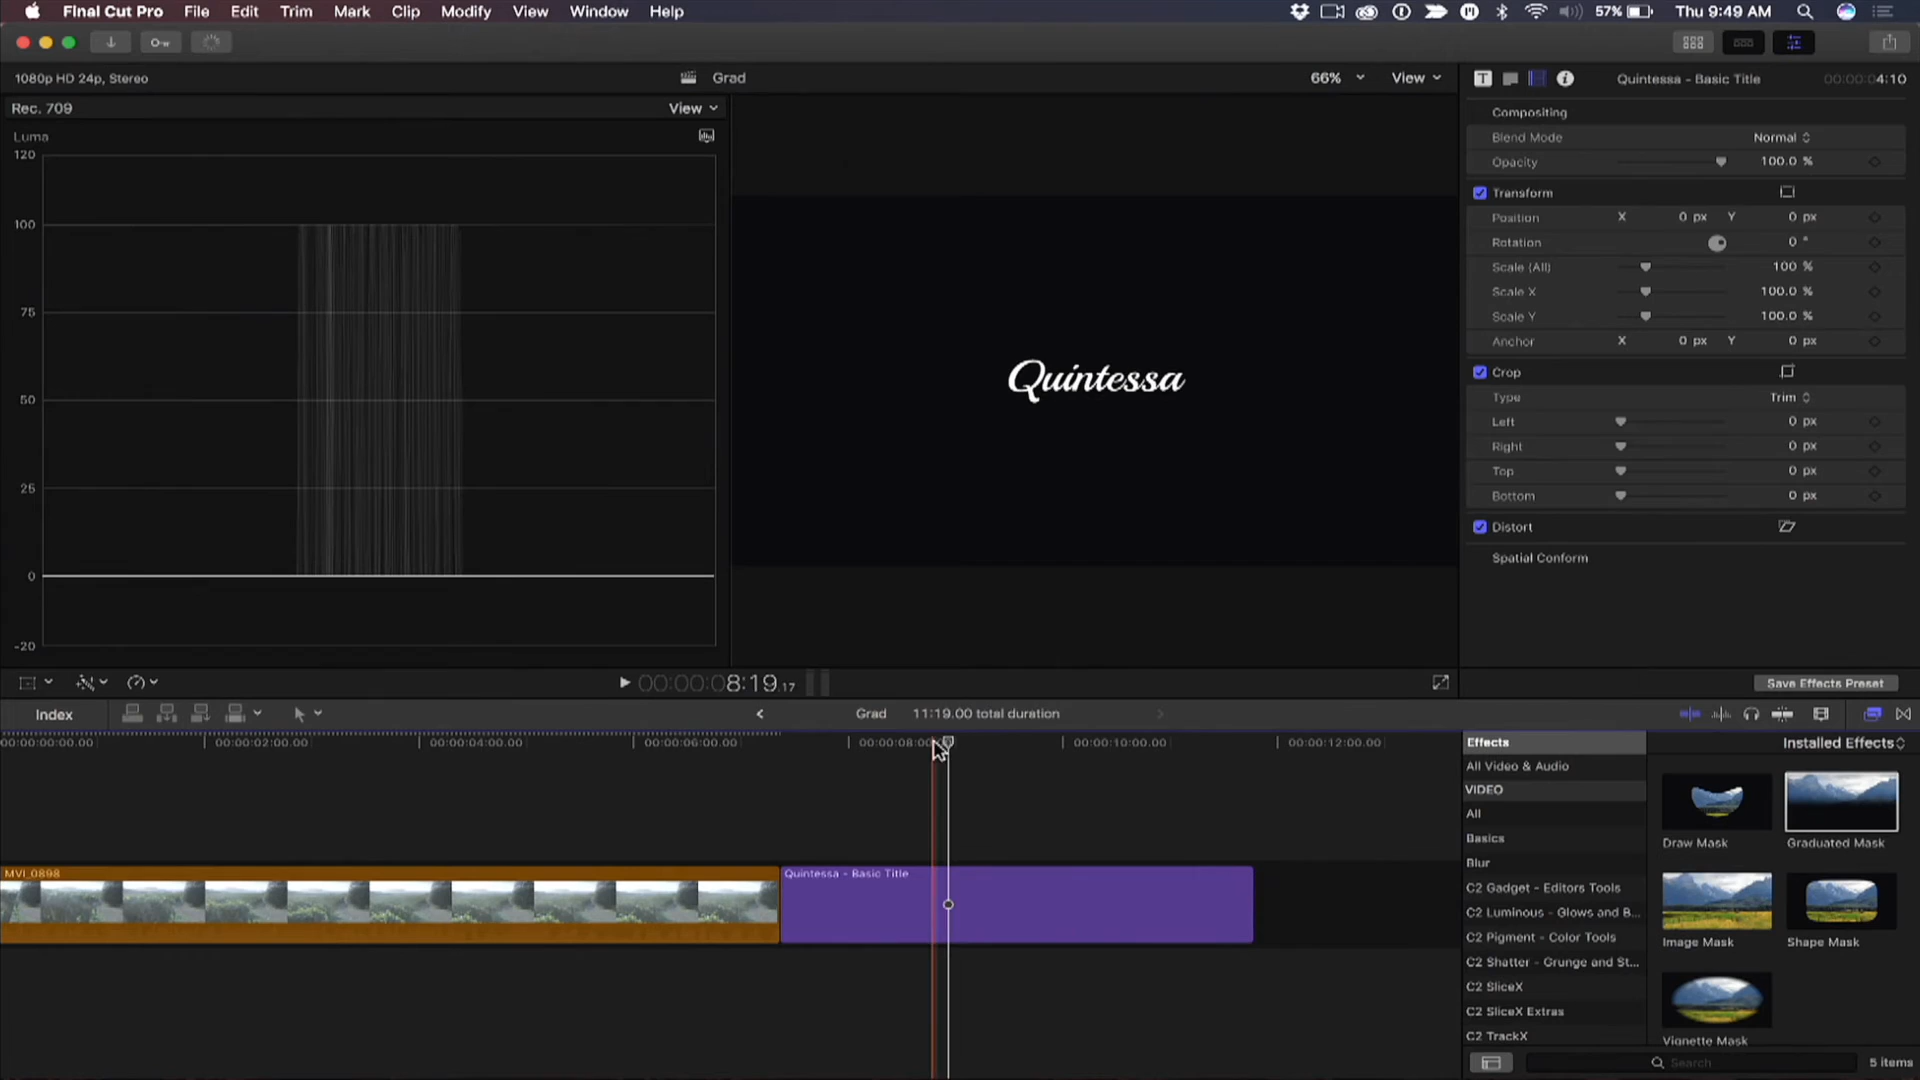 Final Cut Pro File Edit Trim Mark Clip Modify View Window Help 57% Thu 9:49 AM
1080p HD 24p, Stereo Grad 66% View Quintessa - Basic Title 00:00:04:10
Rec. 709 View
Luma
120
100
75
50
25
0
-20
Quintessa
Compositing
Blend Mode Normal
Opacity 100.0 %
Transform
Position X 0 px Y 0 px
Rotation 0 °
Scale (All) 100 %
Scale X 100.0 %
Scale Y 100.0 %
Anchor X 0 px Y 0 px
Crop
Type Trim
Left 0 px
Right 0 px
Top 0 px
Bottom 0 px
Distort
Spatial Conform
00:00:08:19.17 Save Effects Preset
Index Grad 11:19.00 total duration
00:00:00:00.00 00:00:02:00.00 00:00:04:00.00 00:00:06:00.00 00:00:08: 00:00:10:00.00 00:00:12:00.00
MVI_0898 Quintessa - Basic Title
Effects Installed Effects
All Video & Audio
VIDEO
All
Basics
Blur
C2 Gadget - Editors Tools
C2 Luminous - Glows and B...
C2 Pigment - Color Tools
C2 Shatter - Grunge and St...
C2 SliceX
C2 SliceX Extras
C2 TrackX
Draw Mask Graduated Mask
Image Mask Shape Mask
Vignette Mask
Search 5 items